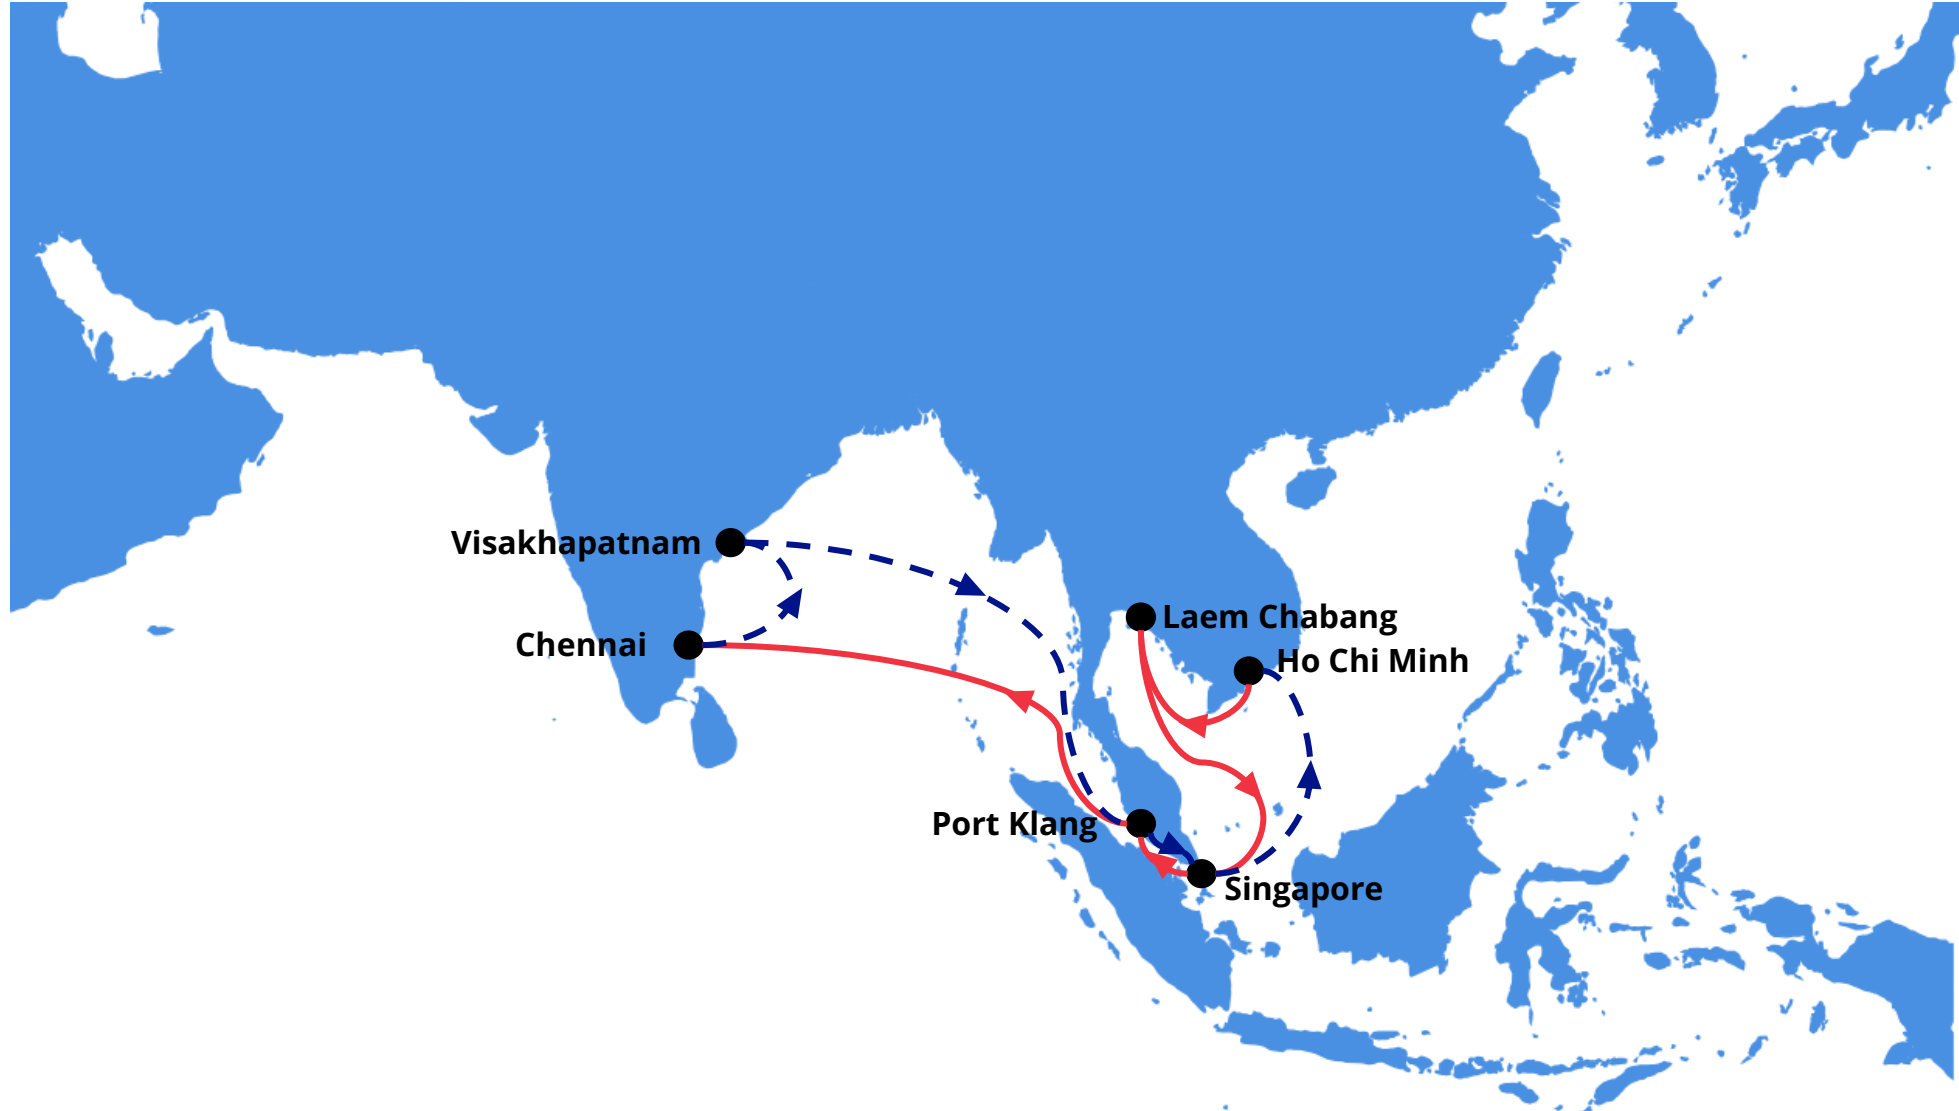 Visakhapatnam
Laem Chabang
Chennai
Ho Chi Minh
Port Klang
Singapore